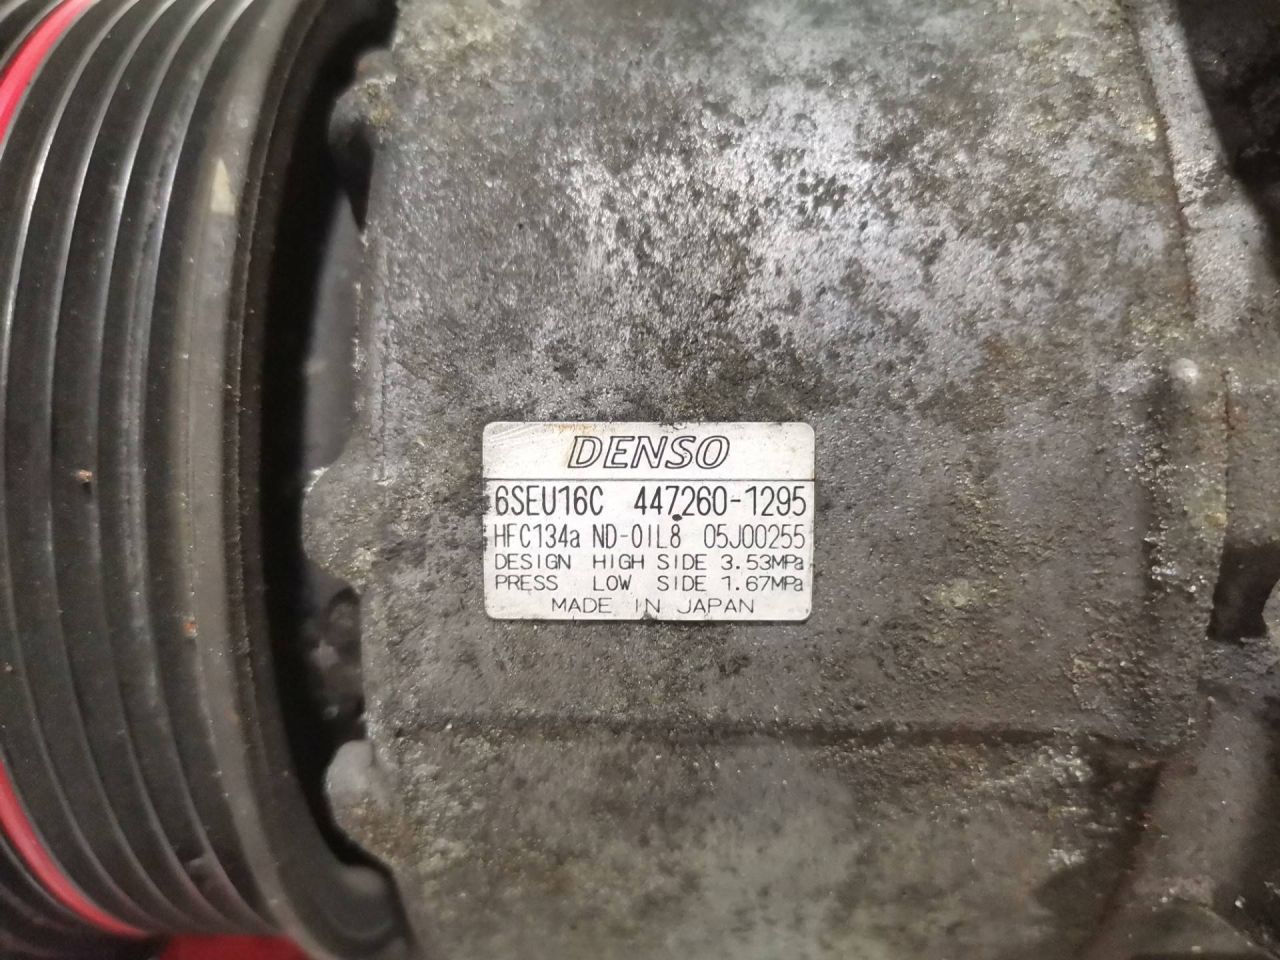 DENSO
6SEU16C 447260-1295
HFC134a ND-OIL8 05J00255
DESIGN HIGH SIDE 3.53MPa
PRESS LOW SIDE 1.67MPa
MADE IN JAPAN